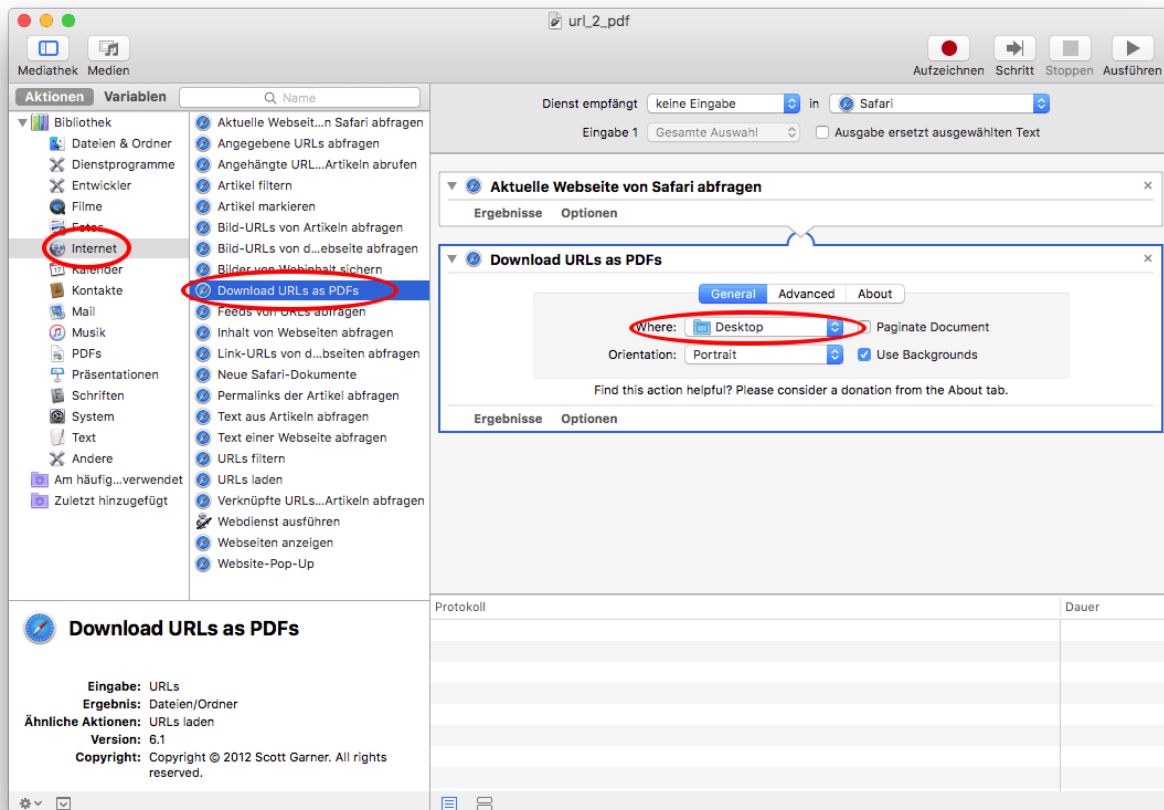 url_2_pdf
Mediathek Medien
Aufzeichnen Schritt Stoppen Ausführen
Aktionen Variablen Name
Bibliothek
Dateien & Ordner
Dienstprogramme
Entwickler
Filme
Fotos
Internet
Kalender
Kontakte
Mail
Musik
PDFs
Präsentationen
Schriften
System
Text
Andere
Am häufig...verwendet
Zuletzt hinzugefügt
Aktuelle Webseit...n Safari abfragen
Angegebene URLs abfragen
Angehängte URL...Artikeln abrufen
Artikel filtern
Artikel markieren
Bild-URLs von Artikeln abfragen
Bild-URLs von d...ebseite abfragen
Bilder von Webinhalt sichern
Download URLs as PDFs
Feeds von URLs abfragen
Inhalt von Webseiten abfragen
Link-URLs von d...bseiten abfragen
Neue Safari-Dokumente
Permalinks der Artikel abfragen
Text aus Artikeln abfragen
Text einer Webseite abfragen
URLs filtern
URLs laden
Verknüpfte URLs...Artikeln abfragen
Webdienst ausführen
Webseiten anzeigen
Website-Pop-Up
Dienst empfängt keine Eingabe in Safari
Eingabe 1 Gesamte Auswahl Ausgabe ersetzt ausgewählten Text
Aktuelle Webseite von Safari abfragen
Ergebnisse Optionen
Download URLs as PDFs
General Advanced About
Where: Desktop Paginate Document
Orientation: Portrait Use Backgrounds
Find this action helpful? Please consider a donation from the About tab.
Ergebnisse Optionen
Protokoll Dauer
Download URLs as PDFs
Eingabe: URLs
Ergebnis: Dateien/Ordner
Ähnliche Aktionen: URLs laden
Version: 6.1
Copyright: Copyright © 2012 Scott Garner. All rights
reserved.